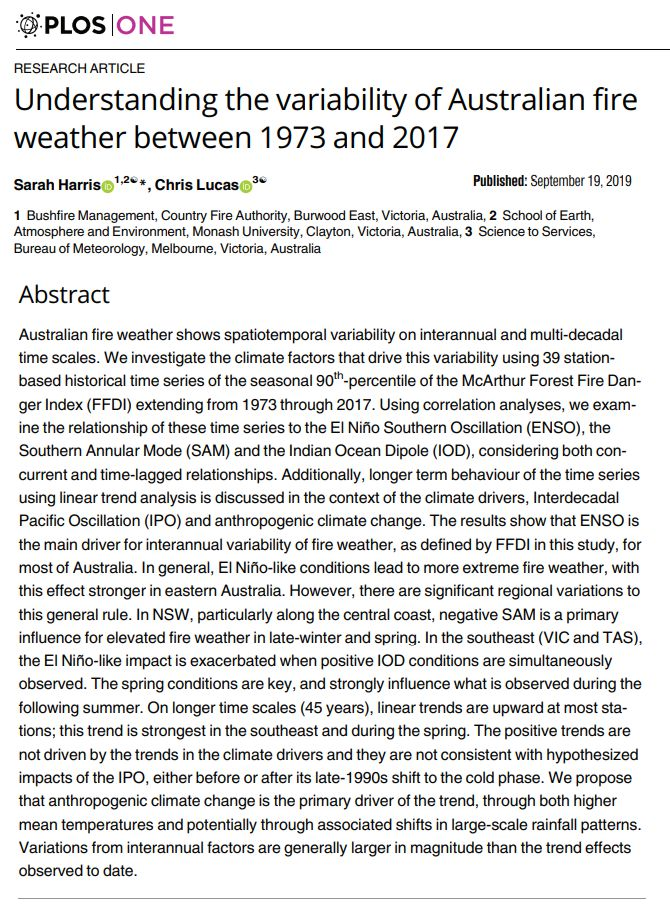 PLOS | ONE
RESEARCH ARTICLE
Understanding the variability of Australian fire
weather between 1973 and 2017
Sarah Harris 1,2☯*, Chris Lucas 3☯
Published: September 19, 2019
1 Bushfire Management, Country Fire Authority, Burwood East, Victoria, Australia, 2 School of Earth,
Atmosphere and Environment, Monash University, Clayton, Victoria, Australia, 3 Science to Services,
Bureau of Meteorology, Melbourne, Victoria, Australia
Abstract
Australian fire weather shows spatiotemporal variability on interannual and multi-decadal
time scales. We investigate the climate factors that drive this variability using 39 station-
based historical time series of the seasonal 90th-percentile of the McArthur Forest Fire Dan-
ger Index (FFDI) extending from 1973 through 2017. Using correlation analyses, we exam-
ine the relationship of these time series to the El Niño Southern Oscillation (ENSO), the
Southern Annular Mode (SAM) and the Indian Ocean Dipole (IOD), considering both con-
current and time-lagged relationships. Additionally, longer term behaviour of the time series
using linear trend analysis is discussed in the context of the climate drivers, Interdecadal
Pacific Oscillation (IPO) and anthropogenic climate change. The results show that ENSO is
the main driver for interannual variability of fire weather, as defined by FFDI in this study, for
most of Australia. In general, El Niño-like conditions lead to more extreme fire weather, with
this effect stronger in eastern Australia. However, there are significant regional variations to
this general rule. In NSW, particularly along the central coast, negative SAM is a primary
influence for elevated fire weather in late-winter and spring. In the southeast (VIC and TAS),
the El Niño-like impact is exacerbated when positive IOD conditions are simultaneously
observed. The spring conditions are key, and strongly influence what is observed during the
following summer. On longer time scales (45 years), linear trends are upward at most sta-
tions; this trend is strongest in the southeast and during the spring. The positive trends are
not driven by the trends in the climate drivers and they are not consistent with hypothesized
impacts of the IPO, either before or after its late-1990s shift to the cold phase. We propose
that anthropogenic climate change is the primary driver of the trend, through both higher
mean temperatures and potentially through associated shifts in large-scale rainfall patterns.
Variations from interannual factors are generally larger in magnitude than the trend effects
observed to date.